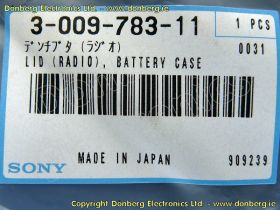 Donberg Electronics Ltd / www.donberg.ie
3-009-783-11 1 PCS
デンチブタ (ラジオ) 0031
LID (RADIO), BATTERY CASE
SONY MADE IN JAPAN 909239
Copyright Donberg Electronics Ltd / www.donberg.ie